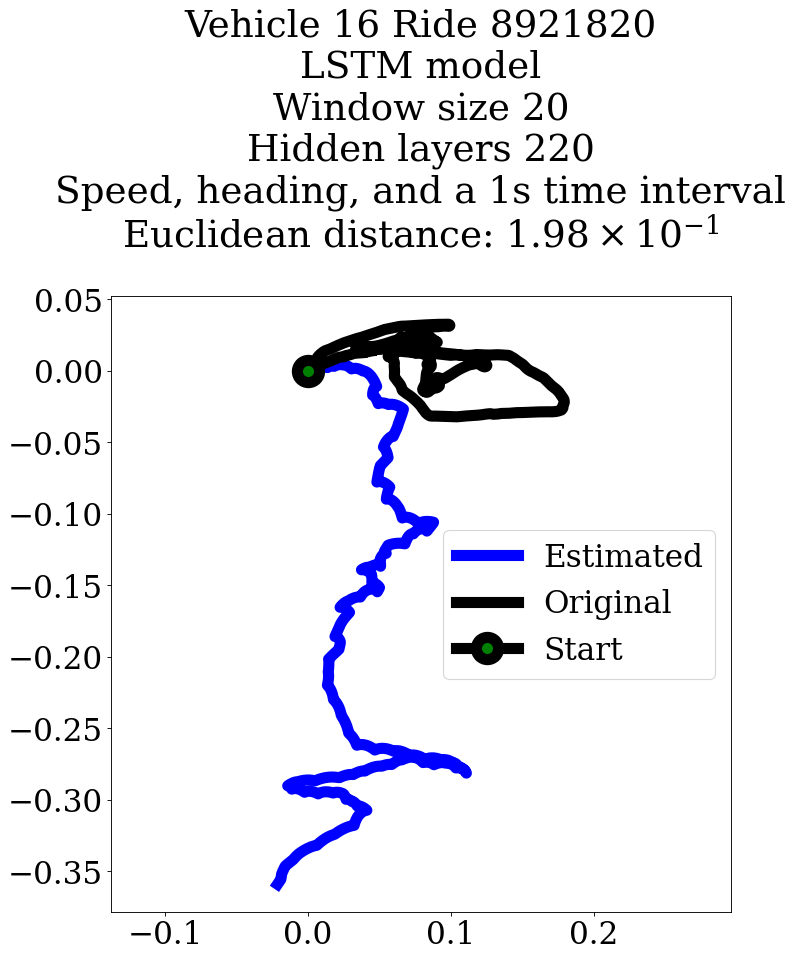 Vehicle 16 Ride 8921820
LSTM model
Window size 20
Hidden layers 220
Speed, heading, and a 1s time interval
Euclidean distance: 1.98 × 10⁻¹
0.05
0.00
−0.05
−0.10
−0.15
−0.20
−0.25
−0.30
−0.35
Estimated
Original
Start
−0.1 0.0 0.1 0.2